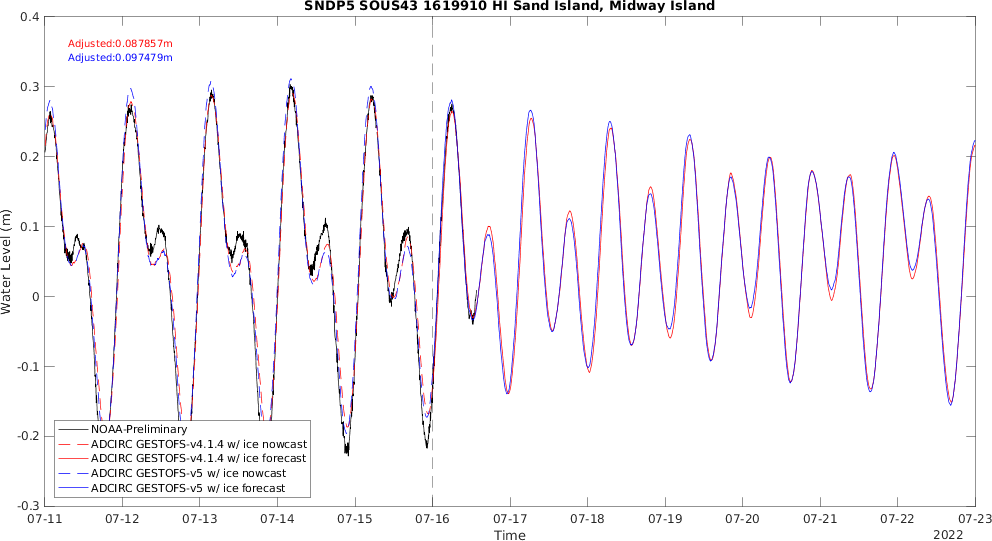 SNDP5 SOUS43 1619910 HI Sand Island, Midway Island
Adjusted:0.087857m
Adjusted:0.097479m
Water Level (m)
0.4
0.3
0.2
0.1
0
-0.1
-0.2
-0.3
NOAA-Preliminary
ADCIRC GESTOFS-v4.1.4 w/ ice nowcast
ADCIRC GESTOFS-v4.1.4 w/ ice forecast
ADCIRC GESTOFS-v5 w/ ice nowcast
ADCIRC GESTOFS-v5 w/ ice forecast
07-11 07-12 07-13 07-14 07-15 07-16 07-17 07-18 07-19 07-20 07-21 07-22 07-23
Time
2022